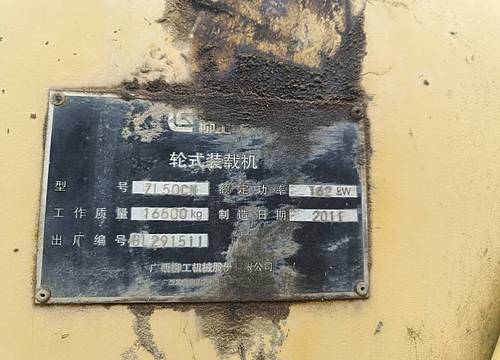 柳工
轮式装载机
型 号 ZL50CN 额定功率 162 kW
工作质量 16600 kg 制造日期 2011
出厂编号 BL291511
广西柳工机械股份有限公司